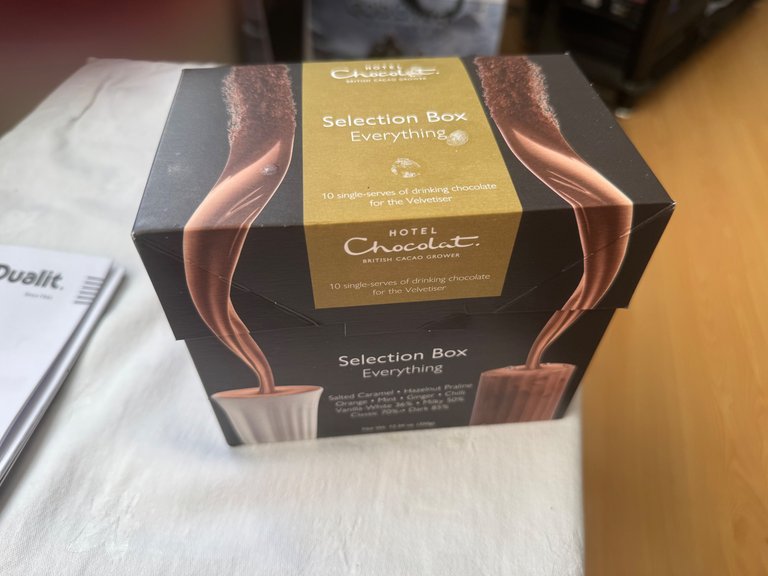 HOTEL
Chocolat.
BRITISH CACAO GROWER
Selection Box
Everything
10 single-serves of drinking chocolate
for the Velvetiser
HOTEL
Chocolat.
BRITISH CACAO GROWER
10 single-serves of drinking chocolate
for the Velvetiser
Selection Box
Everything
Salted Caramel • Hazelnut Praline
Orange • Mint • Ginger • Chilli
Vanilla White 36% • Milky 50%
Classic 70% • Dark 85%
Net Wt.
Dualit.